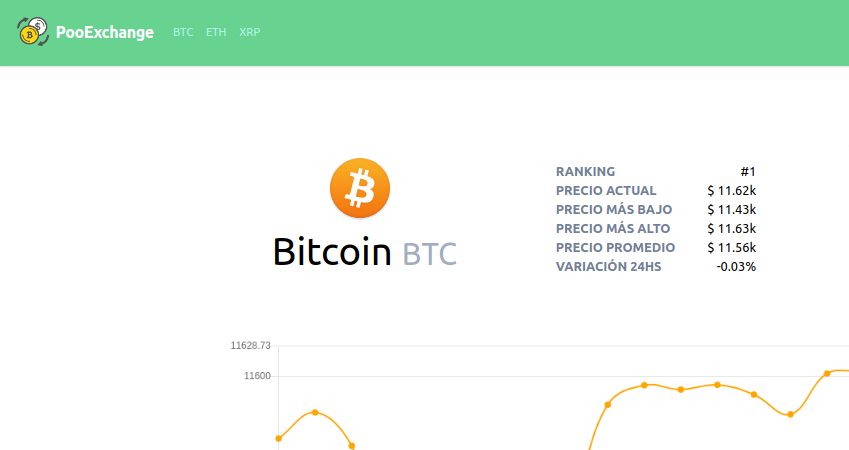 PooExchange BTC ETH XRP
RANKING #1
PRECIO ACTUAL $ 11.62k
PRECIO MÁS BAJO $ 11.43k
PRECIO MÁS ALTO $ 11.63k
PRECIO PROMEDIO $ 11.56k
VARIACIÓN 24HS -0.03%
Bitcoin BTC
11628.73
11600